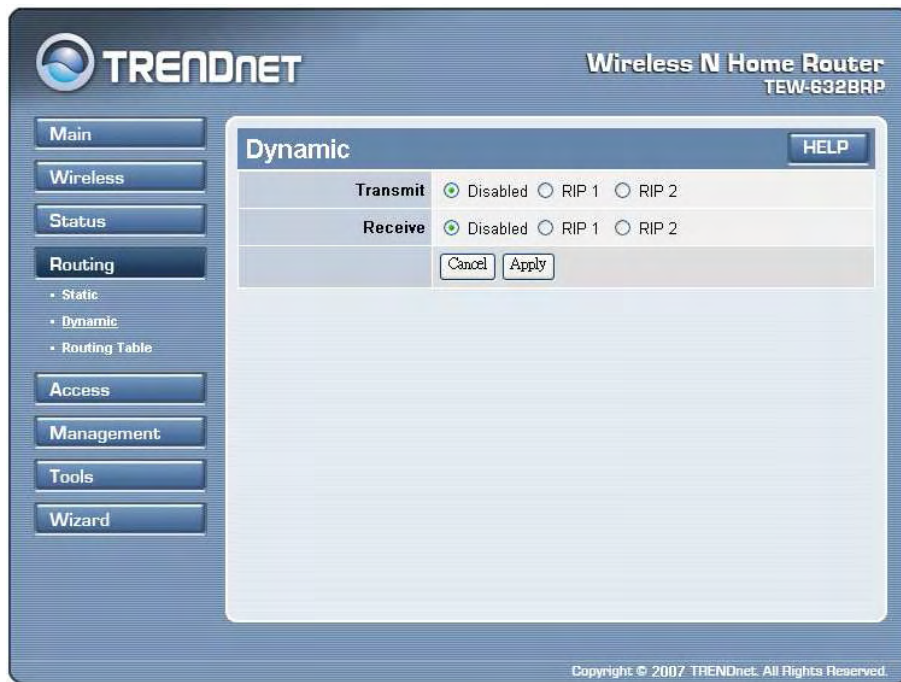 TRENDNET
Wireless N Home Router
TEW-632BRP
Main
Wireless
Status
Routing
• Static
• Dynamic
• Routing Table
Access
Management
Tools
Wizard
Dynamic
HELP
Transmit Disabled RIP 1 RIP 2
Receive Disabled RIP 1 RIP 2
Cancel Apply
Copyright © 2007 TRENDnet. All Rights Reserved.